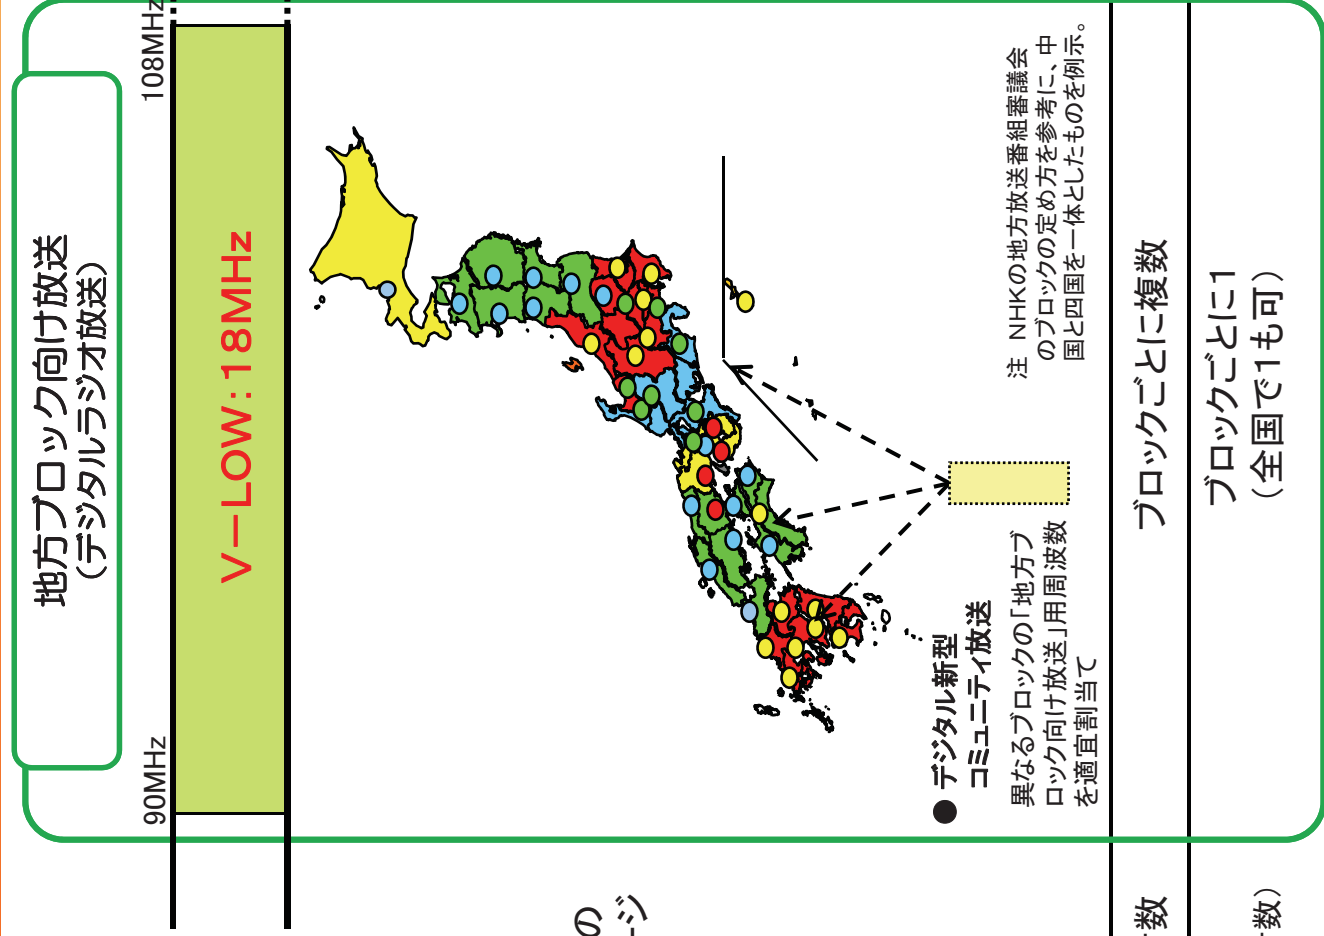 地方ブロック向け放送
（デジタルラジオ放送）
90MHz
108MHz
V－LOW:18MHz
注　NHKの地方放送番組審議会
のブロックの定め方を参考に、中
国と四国を一体としたものを例示。
● デジタル新型
コミュニティ放送
異なるブロックの「地方ブ
ロック向け放送」用周波数
を適宜割当て
ブロックごとに複数
ブロックごとに1
（全国で1も可）
の
ージ
数
数）